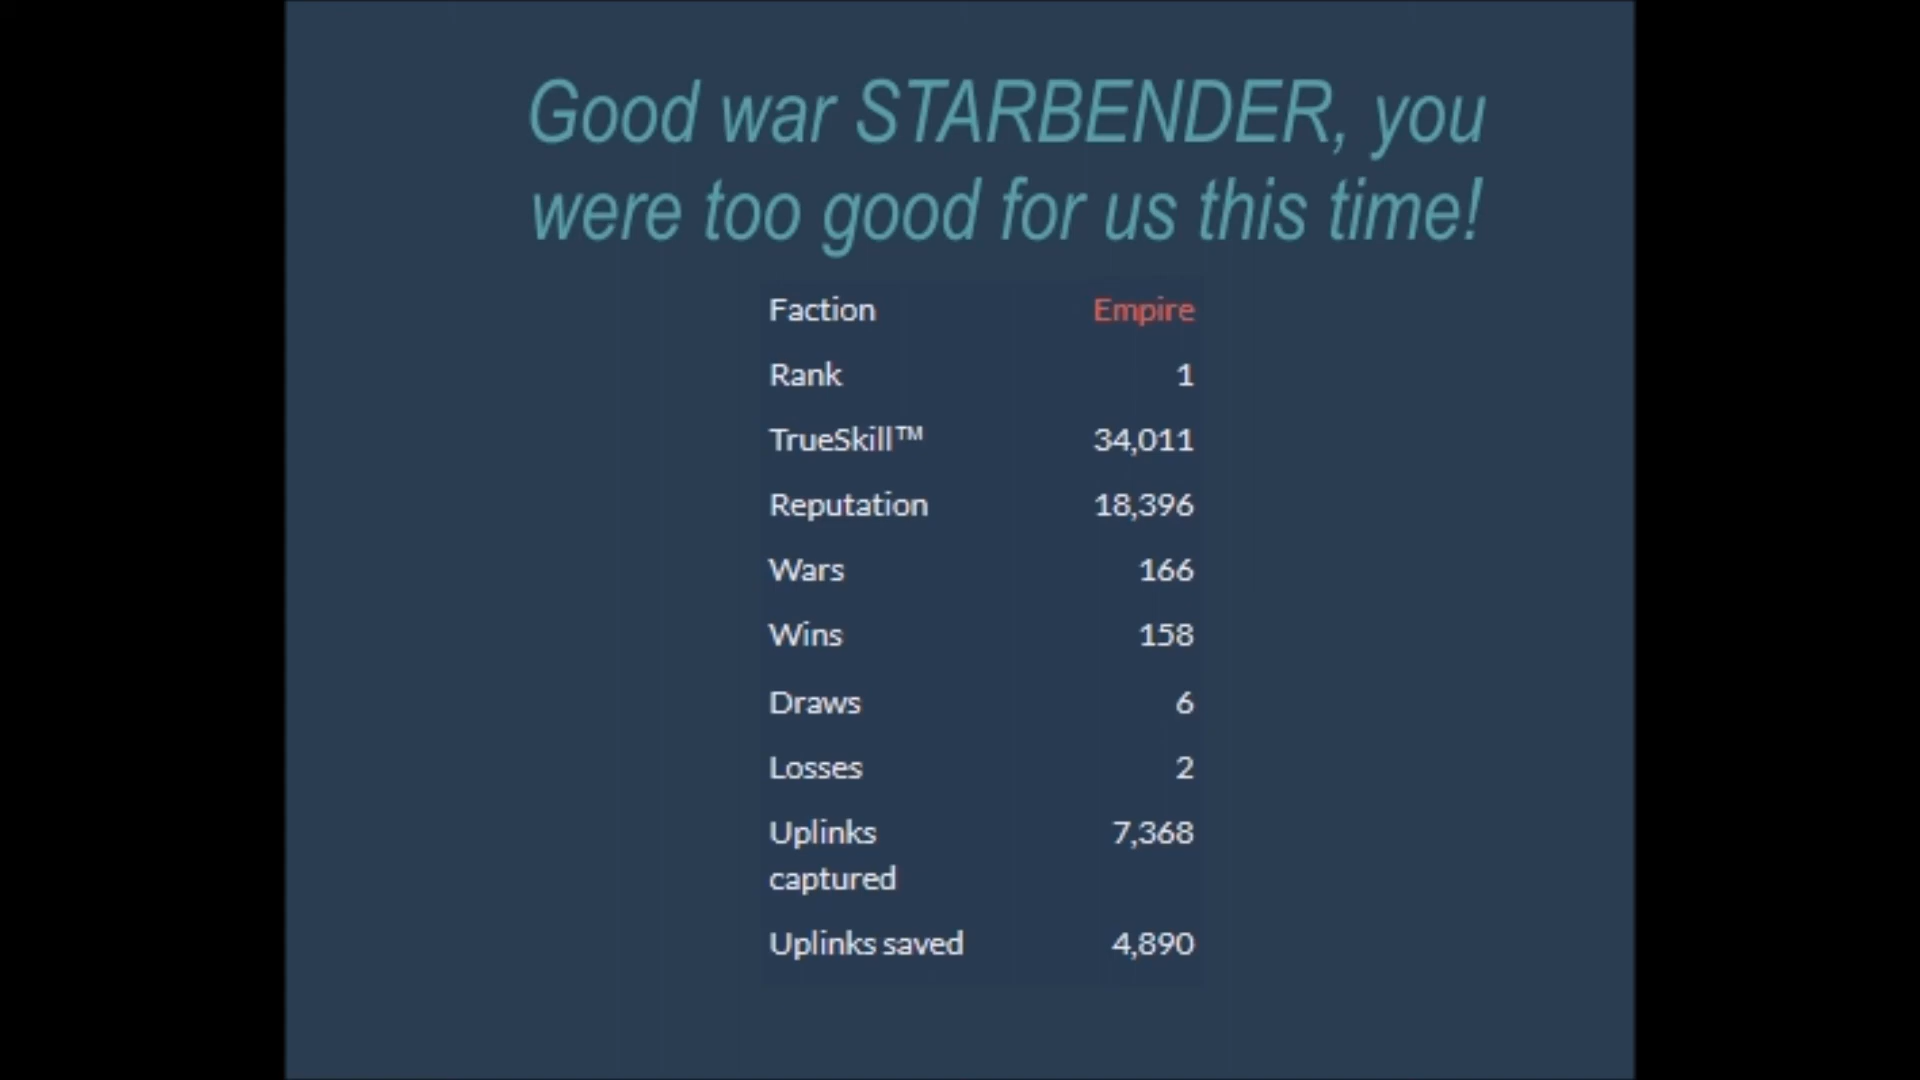 Good war STARBENDER, you
were too good for us this time!
Faction Empire
Rank 1
TrueSkill™ 34,011
Reputation 18,396
Wars 166
Wins 158
Draws 6
Losses 2
Uplinks 7,368
captured
Uplinks saved 4,890